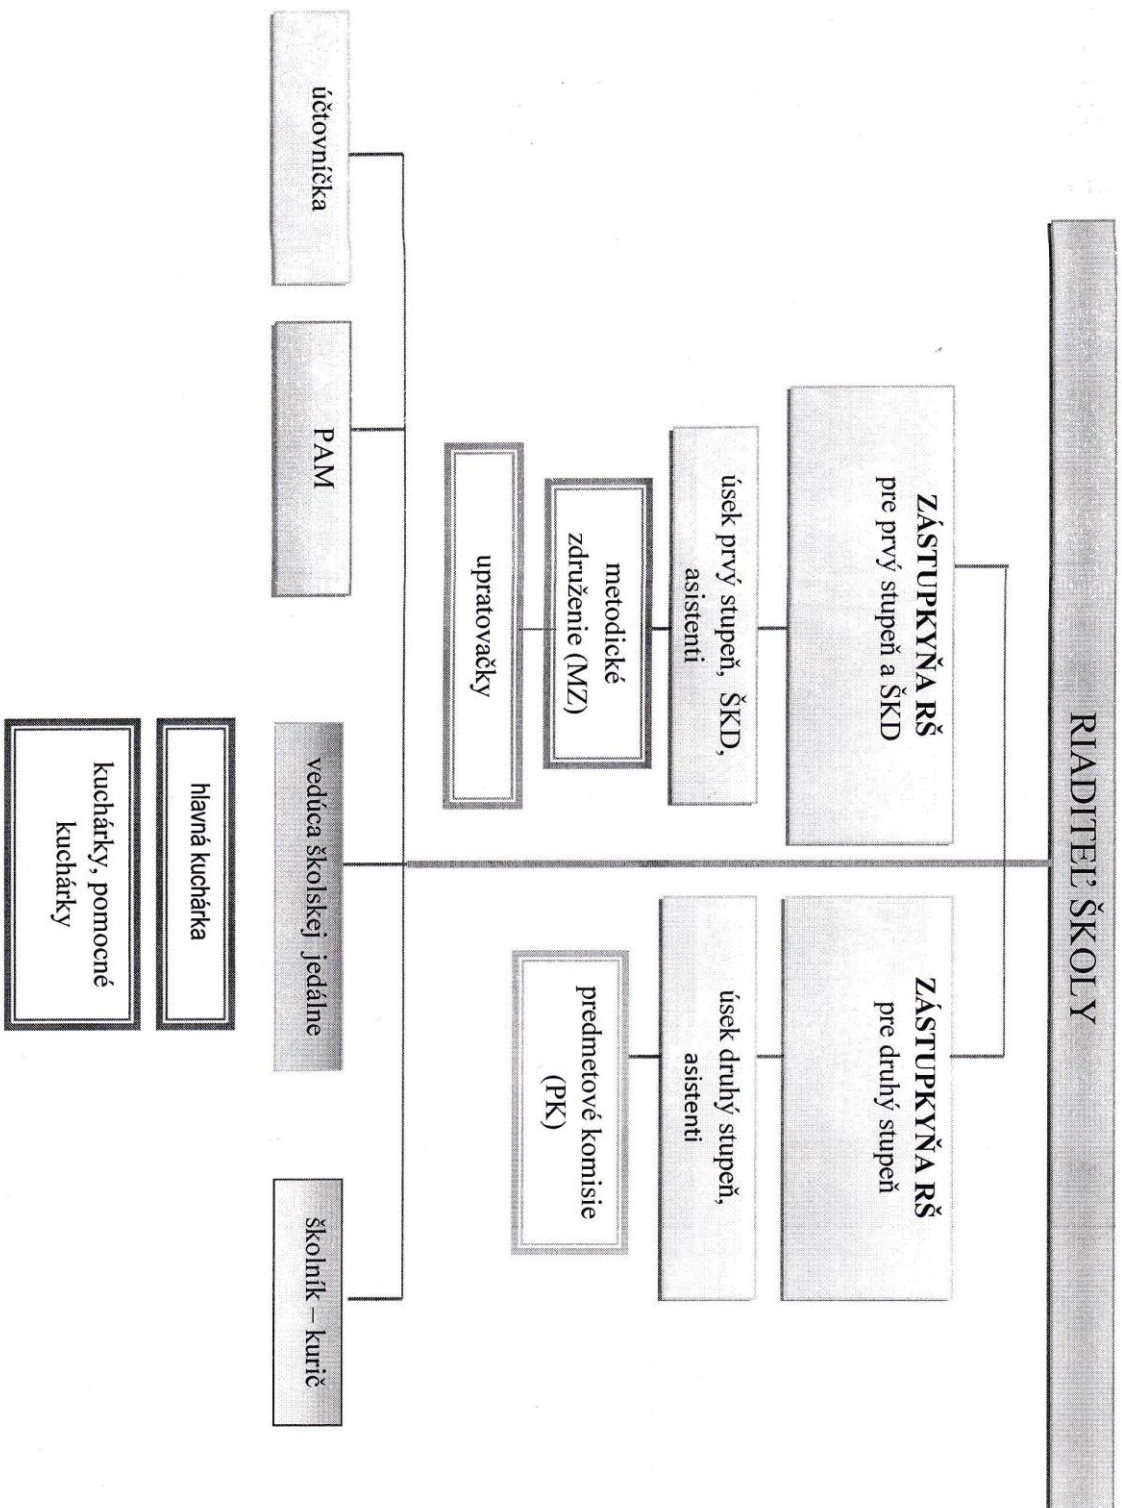 RIADITEĽ ŠKOLY
ZÁSTUPKYŇA RŠ
pre prvý stupeň a ŠKD
ZÁSTUPKYŇA RŠ
pre druhý stupeň
úsek prvý stupeň, ŠKD,
asistenti
úsek druhý stupeň,
asistenti
metodické
združenie (MZ)
predmetové komisie
(PK)
upratovačky
účtovníčka
PAM
vedúca školskej jedálne
školník – kurič
hlavná kuchárka
kuchárky, pomocné
kuchárky